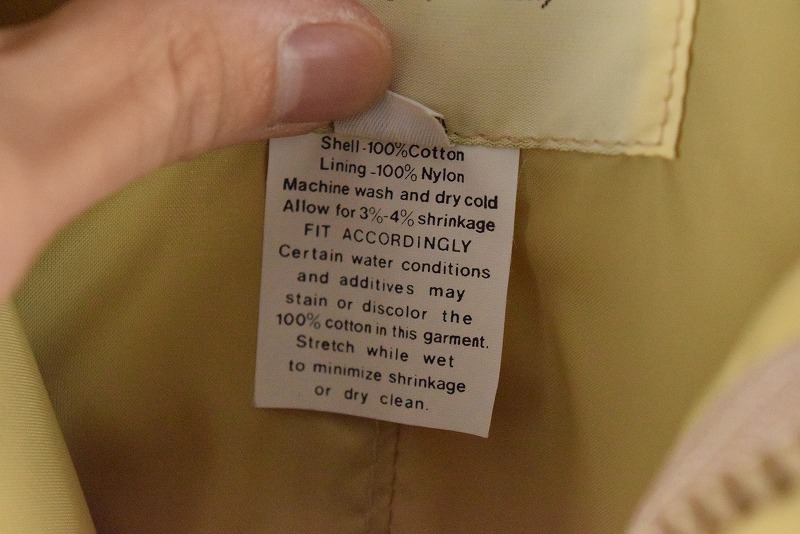 Shell-100%Cotton
Lining-100% Nylon
Machine wash and dry cold
Allow for 3%-4% shrinkage
FIT ACCORDINGLY
Certain water conditions
and additives may
stain or discolor the
100% cotton in this garment.
Stretch while wet
to minimize shrinkage
or dry clean.